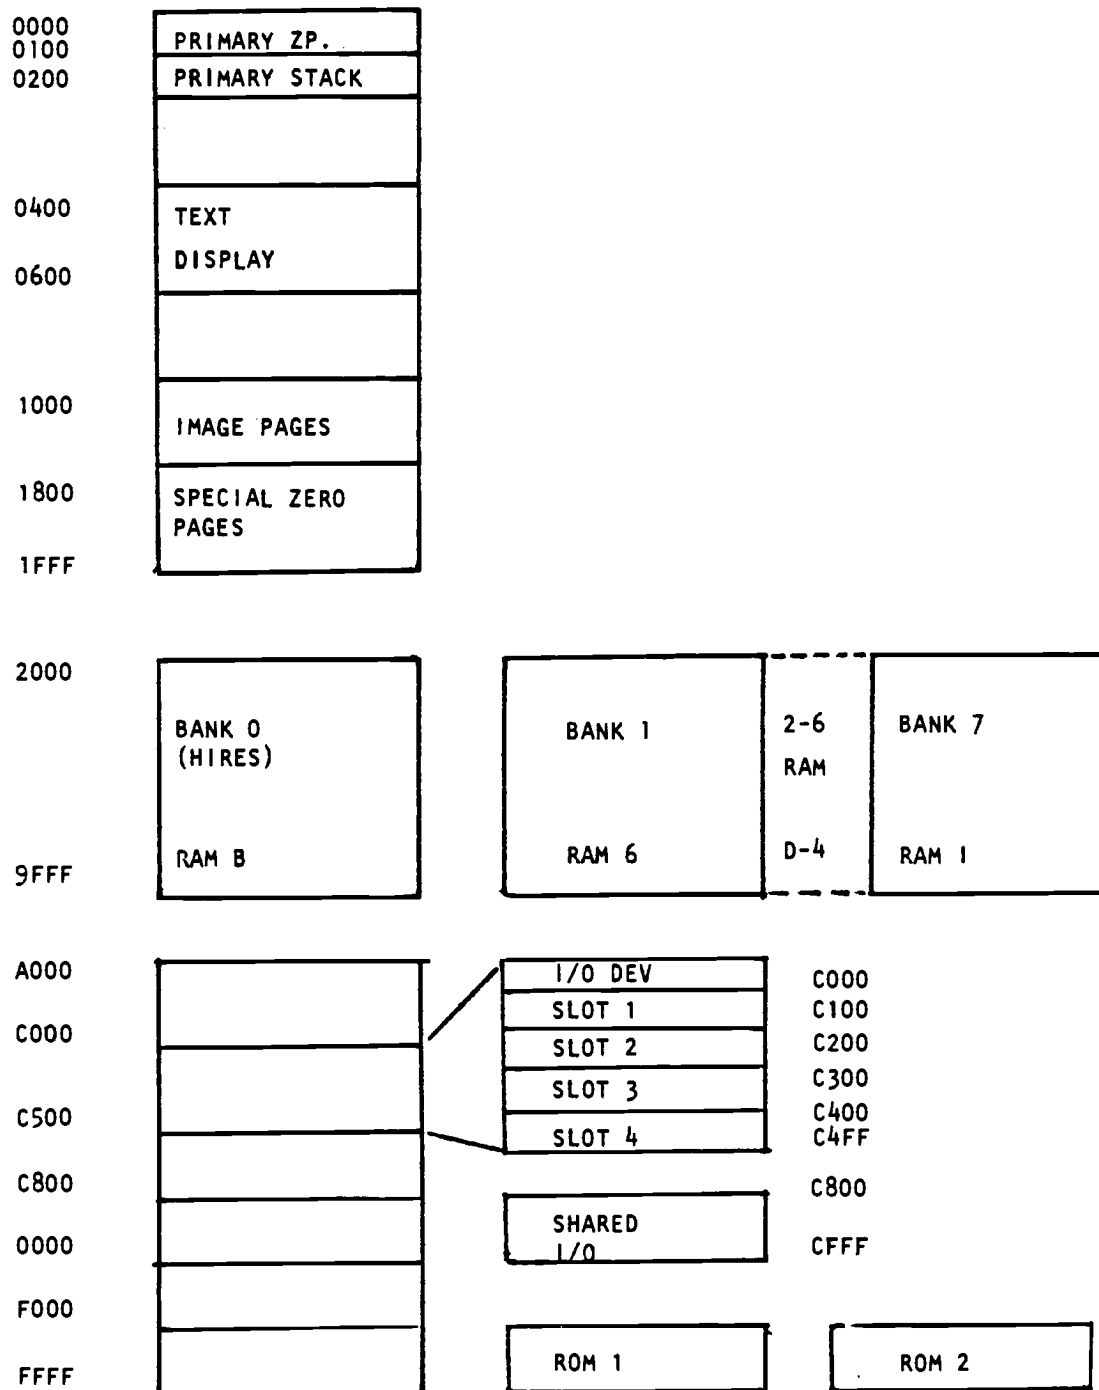 0000
0100
0200
PRIMARY ZP.
PRIMARY STACK
0400
TEXT
DISPLAY
0600
1000
IMAGE PAGES
1800
SPECIAL ZERO
PAGES
1FFF
2000
BANK 0
(HIRES)
RAM B
9FFF
BANK 1
RAM 6
2-6
RAM
D-4
BANK 7
RAM 1
A000
C000
C500
C800
0000
F000
FFFF
I/O DEV
C000
SLOT 1
C100
SLOT 2
C200
SLOT 3
C300
SLOT 4
C400
C4FF
C800
SHARED
I/O
CFFF
ROM 1
ROM 2